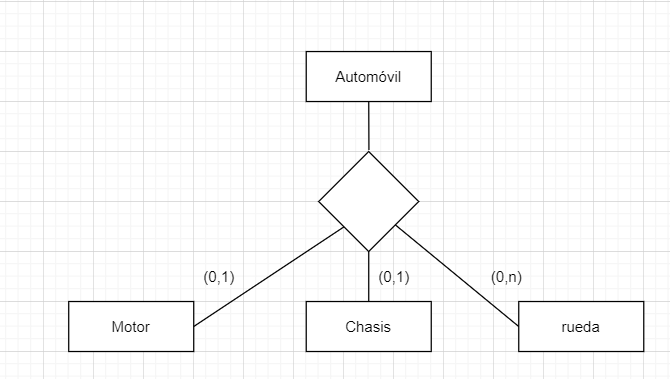 Automóvil
(0,1)
(0,1)
(0,n)
Motor
Chasis
rueda